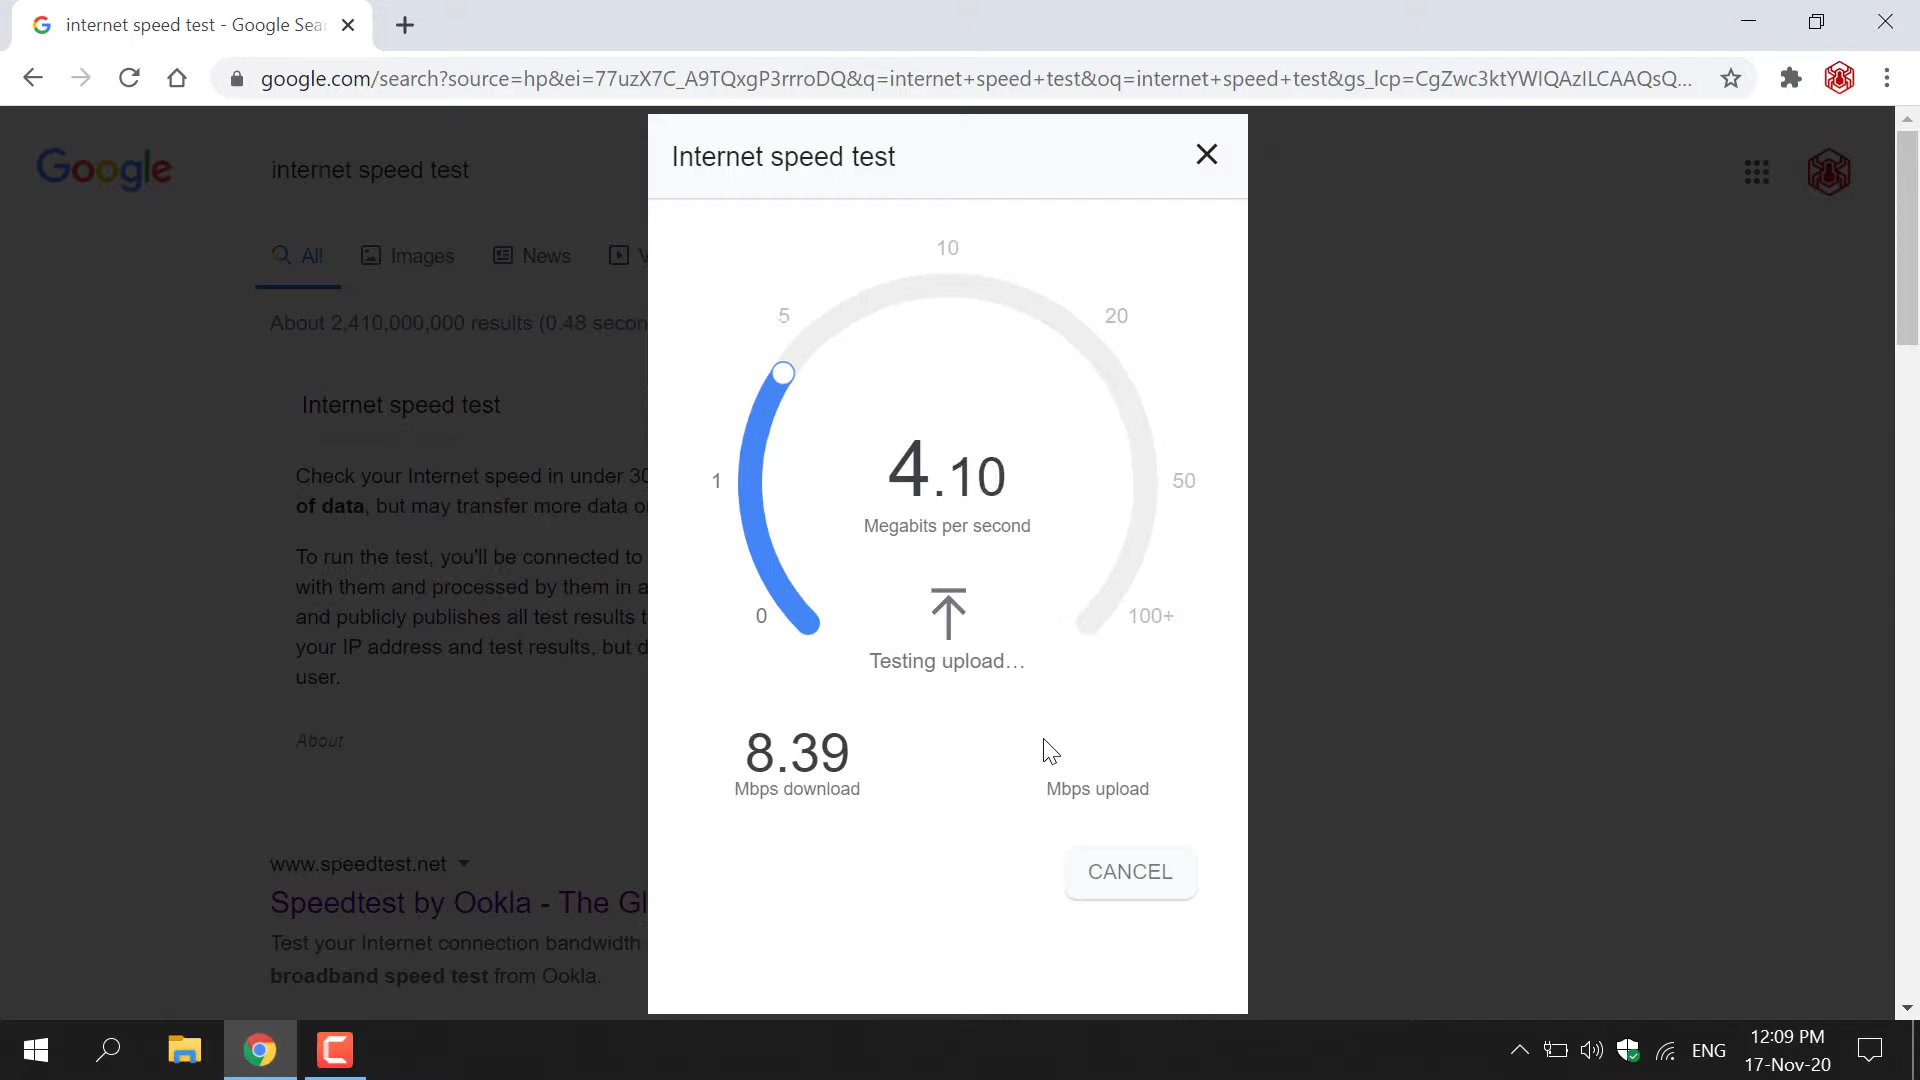 internet speed test - Google Sear
google.com/search?source=hp&ei=77uzX7C_A9TQxgP3rrroDQ&q=internet+speed+test&oq=internet+speed+test&gs_lcp=CgZwc3ktYWIQAzILCAAQsQ...
Google
internet speed test
All
Images
News
V
About 2,410,000,000 results (0.48 secon
Internet speed test
Check your Internet speed in under 30
of data, but may transfer more data o
To run the test, you'll be connected to
with them and processed by them in a
and publicly publishes all test results t
your IP address and test results, but d
user.
About
www.speedtest.net
Speedtest by Ookla - The Gl
Test your Internet connection bandwidth
broadband speed test from Ookla.
Internet speed test
10
5
20
1
50
0
100+
4.10
Megabits per second
Testing upload...
8.39
Mbps download
Mbps upload
CANCEL
ENG
12:09 PM
17-Nov-20